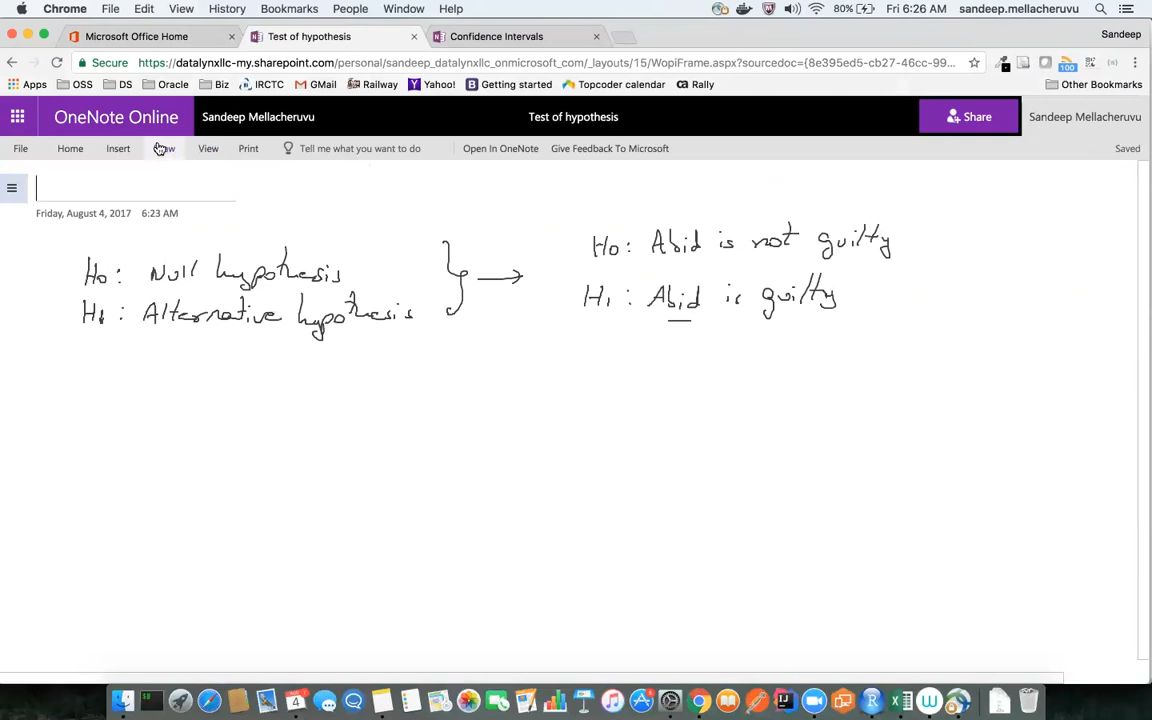 Chrome File Edit View History Bookmarks People Window Help 80% Fri 6:26 AM sandeep.mellacheruvu
Microsoft Office Home Test of hypothesis Confidence Intervals Sandeep
Secure https://datalynxllc-my.sharepoint.com/personal/sandeep_datalynxllc_onmicrosoft_com/_layouts/15/WopiFrame.aspx?sourcedoc={8e395ed5-cb27-46cc-99... 
Apps OSS DS Oracle Biz IRCTC GMail Railway Yahoo! Getting started Topcoder calendar Rally 100 Other Bookmarks
OneNote Online Sandeep Mellacheruvu Test of hypothesis Share Sandeep Mellacheruvu
File Home Insert View Print Tell me what you want to do Open In OneNote Give Feedback To Microsoft Saved
Friday, August 4, 2017 6:23 AM
H0: Null hypothesis
H1: Alternative hypothesis
H0: Abid is not guilty
H1: Abid is guilty